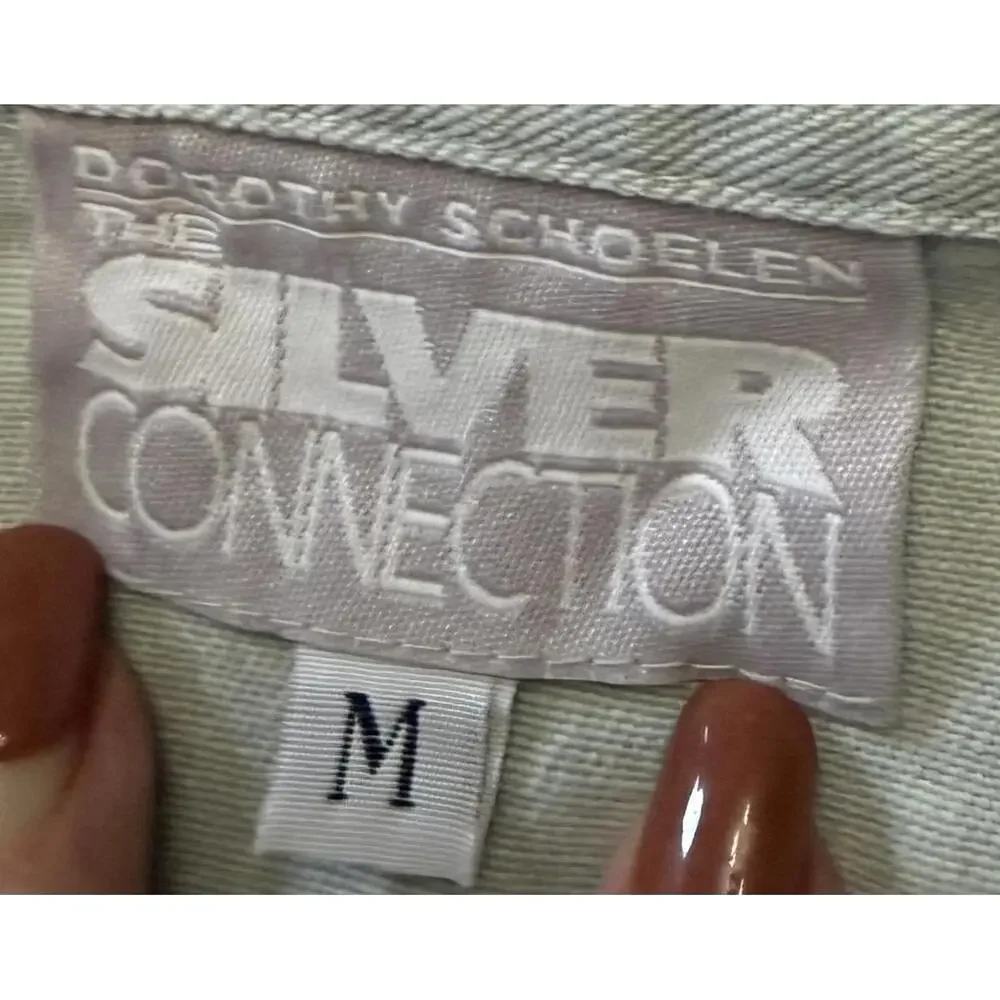 DOROTHY SCHOELEN
THE
SILVER
CONNECTION
M